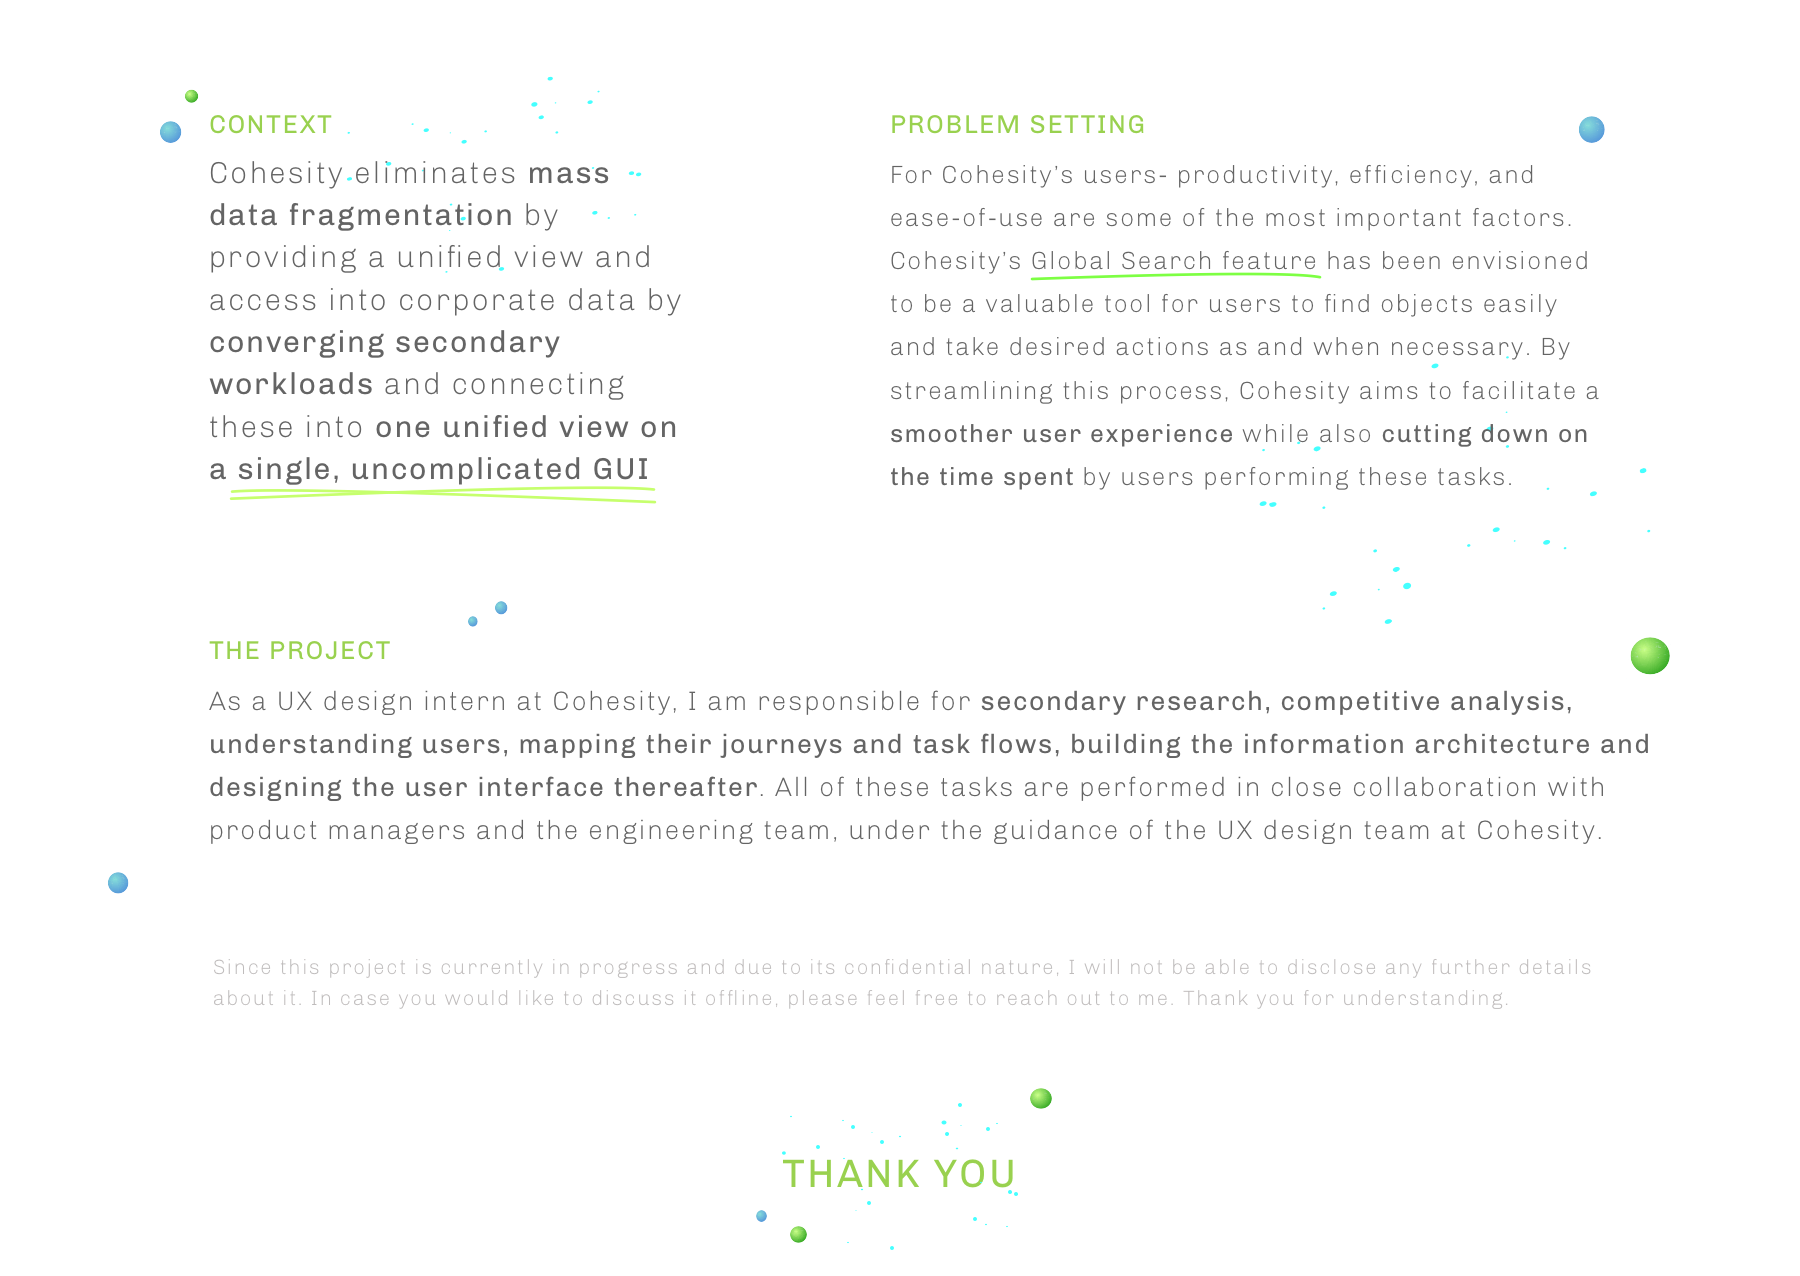 CONTEXT
Cohesity eliminates mass
data fragmentation by
providing a unified view and
access into corporate data by
converging secondary
workloads and connecting
these into one unified view on
a single, uncomplicated GUI
PROBLEM SETTING
For Cohesity's users- productivity, efficiency, and
ease-of-use are some of the most important factors.
Cohesity's Global Search feature has been envisioned
to be a valuable tool for users to find objects easily
and take desired actions as and when necessary. By
streamlining this process, Cohesity aims to facilitate a
smoother user experience while also cutting down on
the time spent by users performing these tasks.
THE PROJECT
As a UX design intern at Cohesity, I am responsible for secondary research, competitive analysis,
understanding users, mapping their journeys and task flows, building the information architecture and
designing the user interface thereafter. All of these tasks are performed in close collaboration with
product managers and the engineering team, under the guidance of the UX design team at Cohesity.
Since this project is currently in progress and due to its confidential nature, I will not be able to disclose any further details
about it. In case you would like to discuss it offline, please feel free to reach out to me. Thank you for understanding.
THANK YOU